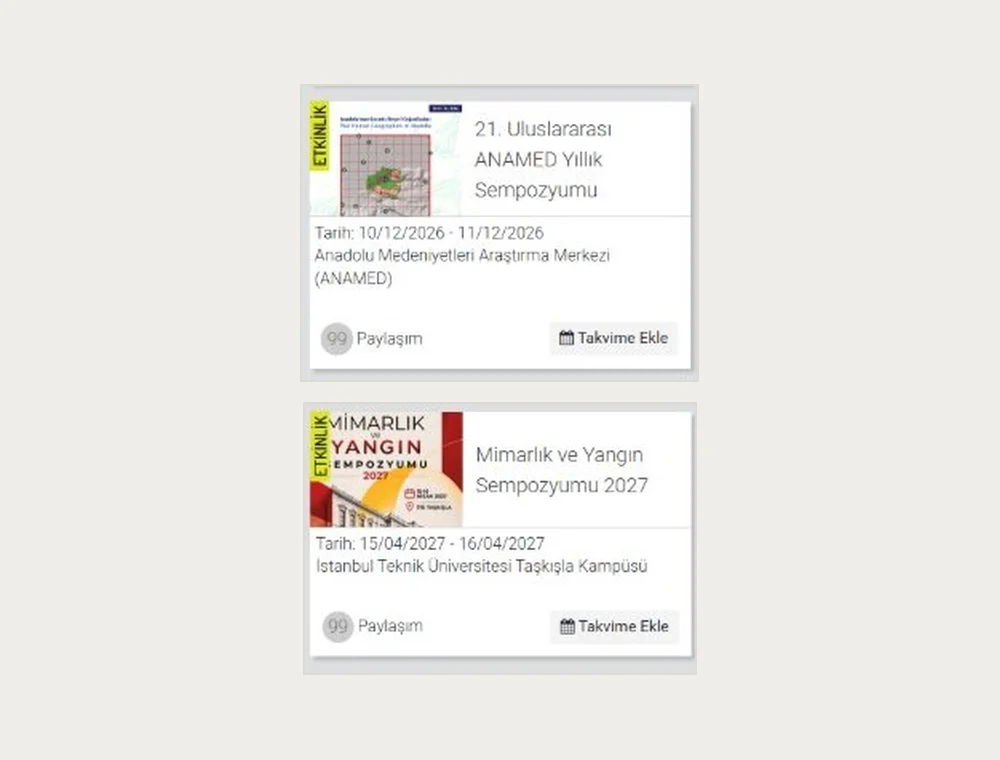 ETKİNLİK
21. Uluslararası
ANAMED Yıllık
Sempozyumu
Tarih: 10/12/2026 - 11/12/2026
Anadolu Medeniyetleri Araştırma Merkezi
(ANAMED)
99 Paylaşım
Takvime Ekle
ETKİNLİK
MİMARLIK
VE
YANGIN
SEMPOZYUMU
2027
Mimarlık ve Yangın
Sempozyumu 2027
Tarih: 15/04/2027 - 16/04/2027
İstanbul Teknik Üniversitesi Taşkışla Kampüsü
99 Paylaşım
Takvime Ekle